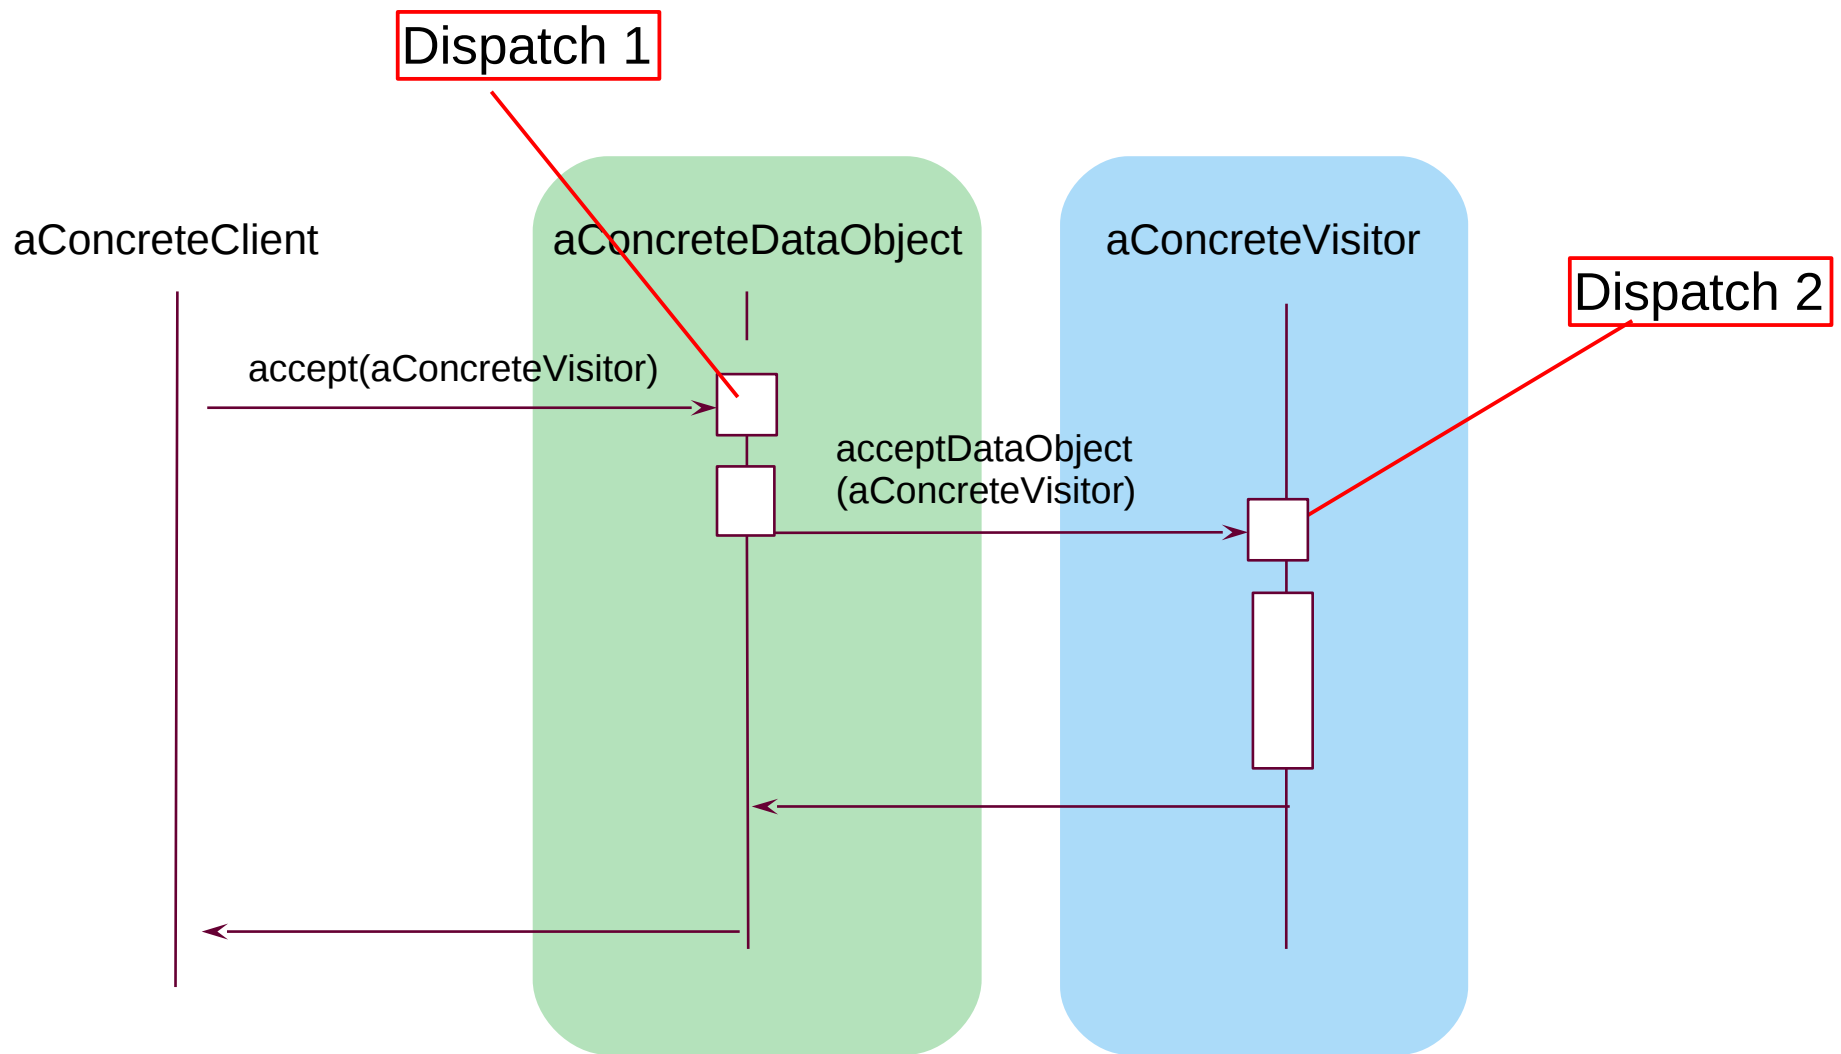 Dispatch 1
aConcreteClient
aConcreteDataObject
aConcreteVisitor
Dispatch 2
accept(aConcreteVisitor)
acceptDataObject
(aConcreteVisitor)